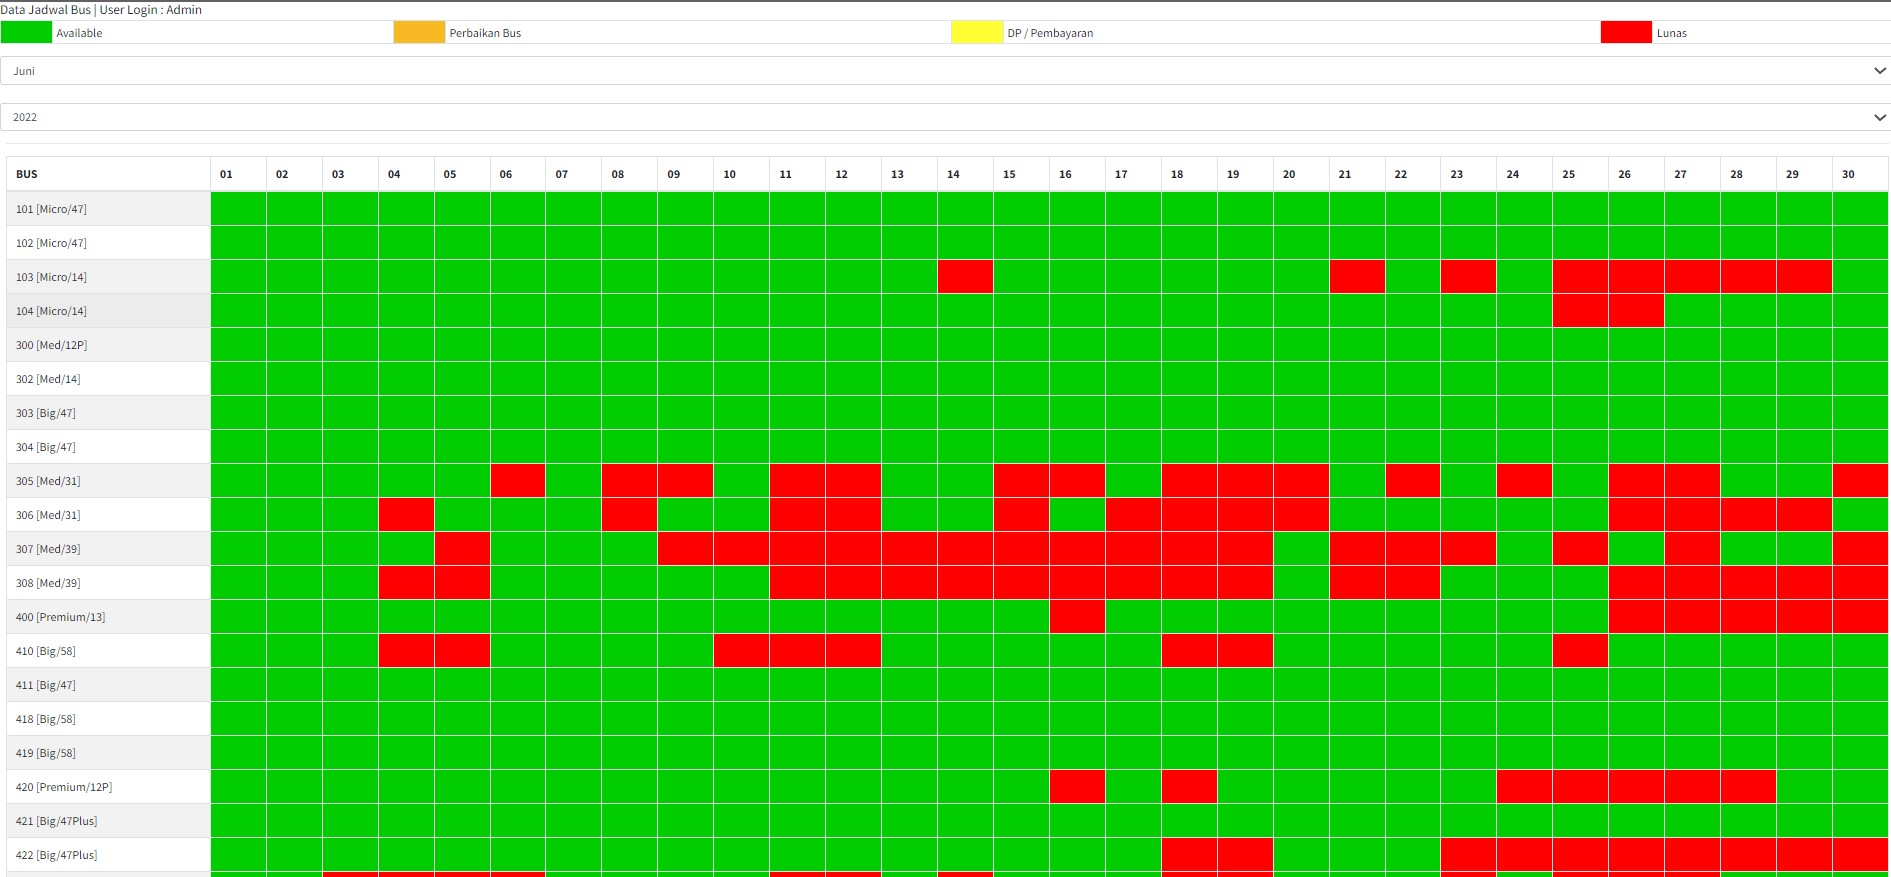 Data Jadwal Bus | User Login : Admin
Available Perbaikan Bus DP / Pembayaran Lunas
Juni
2022
BUS 01 02 03 04 05 06 07 08 09 10 11 12 13 14 15 16 17 18 19 20 21 22 23 24 25 26 27 28 29 30
101 [Micro/47]
102 [Micro/47]
103 [Micro/14]
104 [Micro/14]
300 [Med/12P]
302 [Med/14]
303 [Big/47]
304 [Big/47]
305 [Med/31]
306 [Med/31]
307 [Med/39]
308 [Med/39]
400 [Premium/13]
410 [Big/58]
411 [Big/47]
418 [Big/58]
419 [Big/58]
420 [Premium/12P]
421 [Big/47Plus]
422 [Big/47Plus]